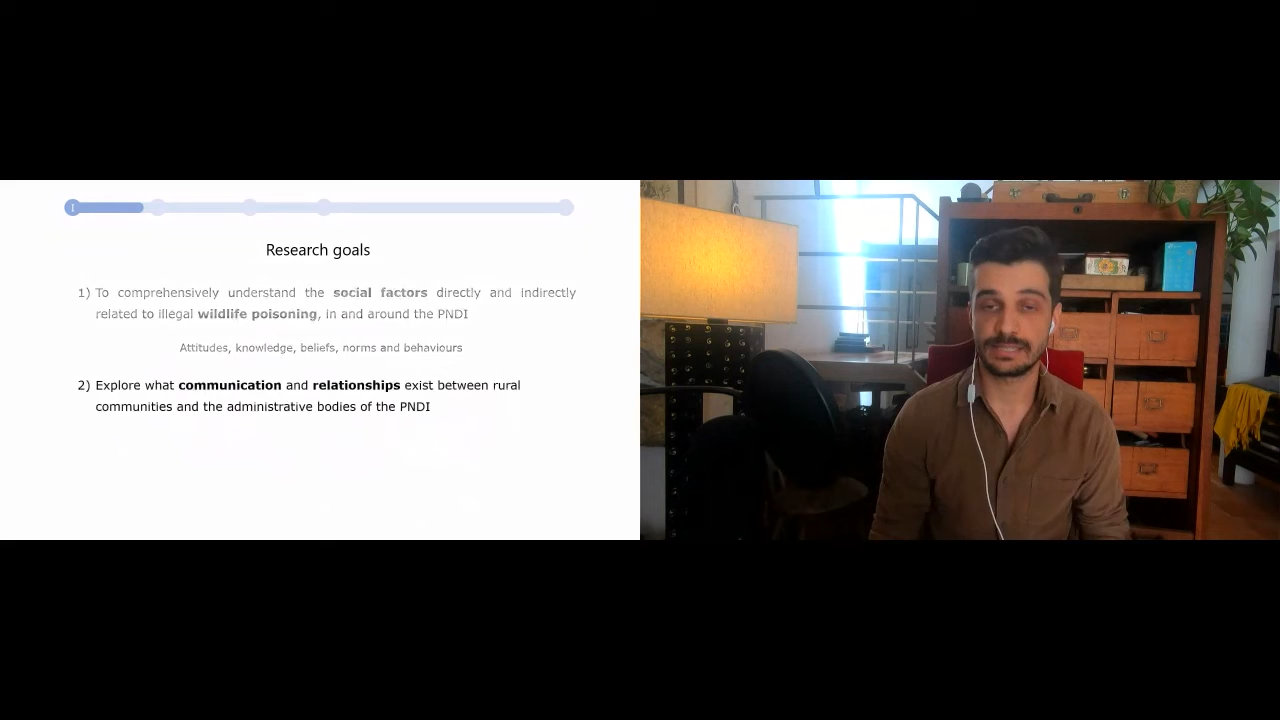 I
Research goals
1) To comprehensively understand the social factors directly and indirectly
related to illegal wildlife poisoning, in and around the PNDI
Attitudes, knowledge, beliefs, norms and behaviours
2) Explore what communication and relationships exist between rural
communities and the administrative bodies of the PNDI